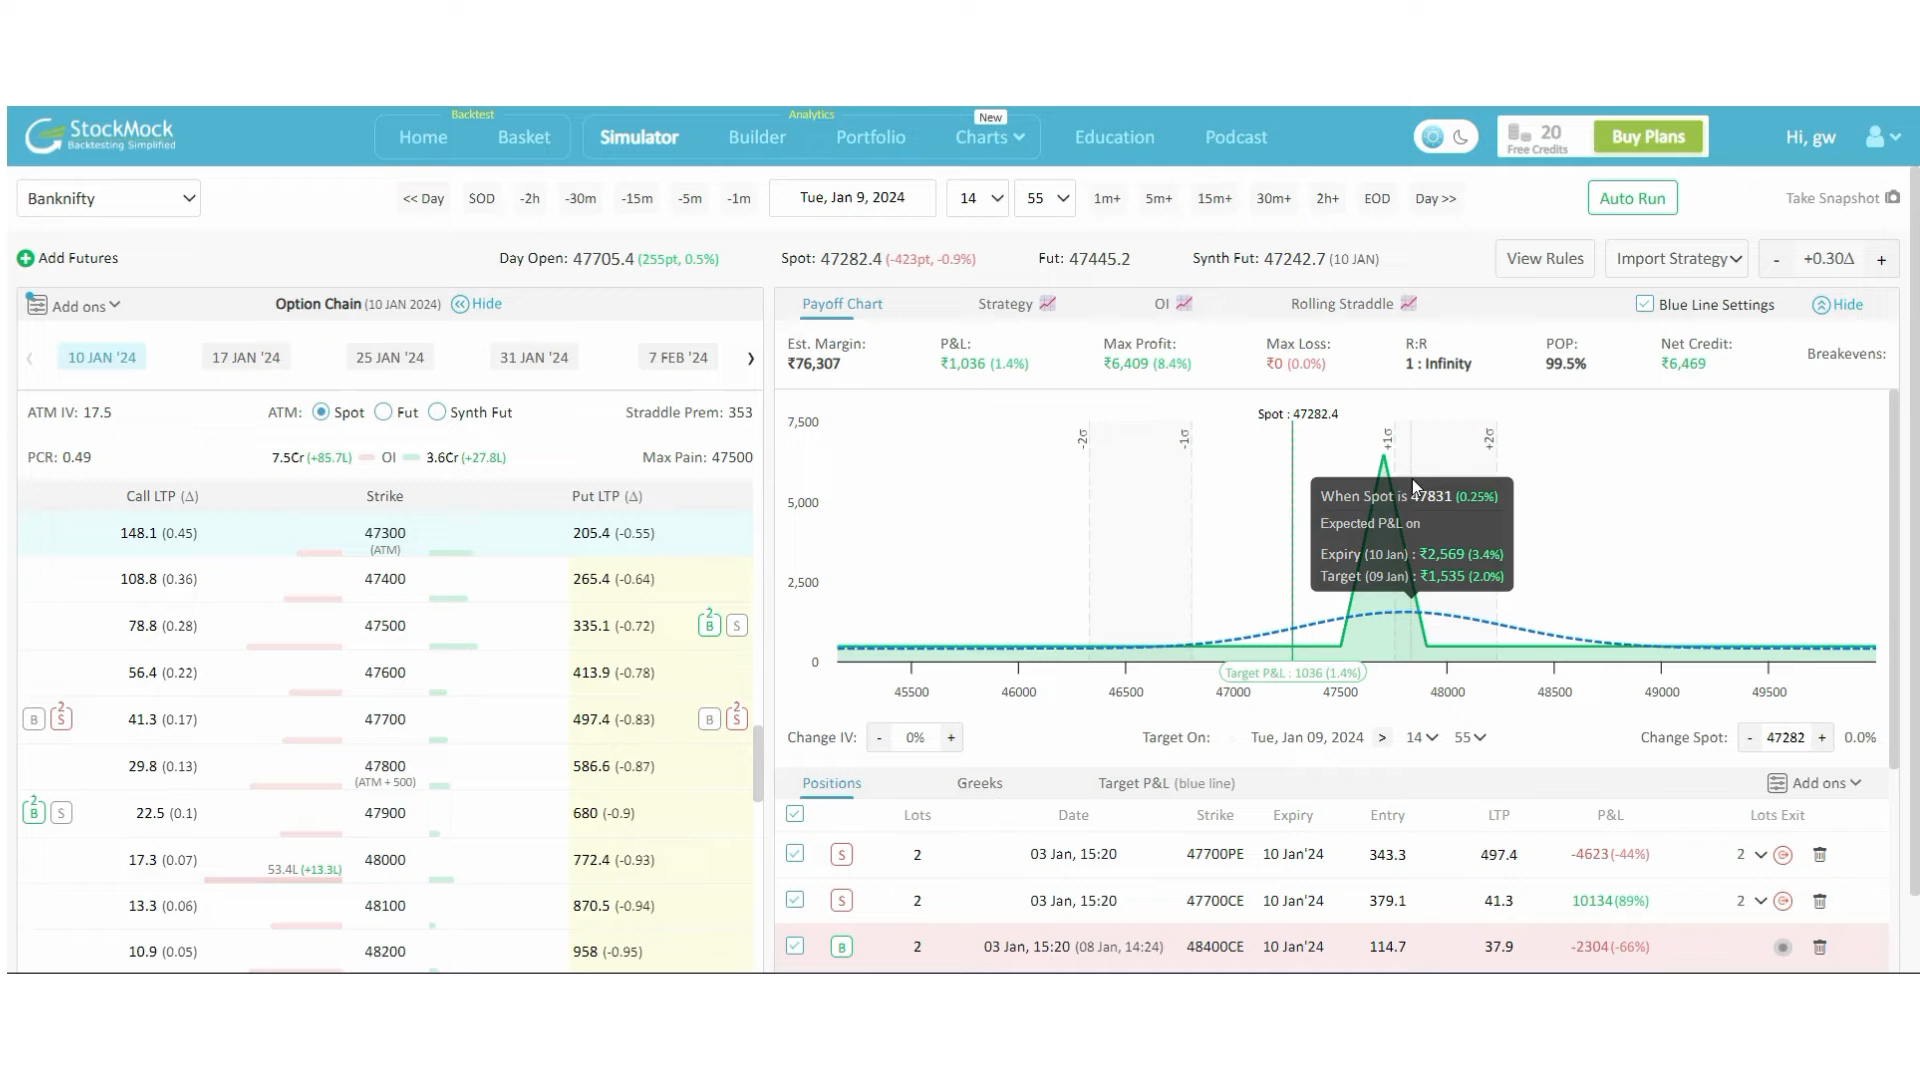 StockMock
Backtesting Simplified
Backtest
Home Basket
Analytics
Simulator Builder Portfolio Charts
New
Education Podcast
20
Free Credits
Buy Plans
Hi, gw
Banknifty
<< Day SOD -2h -30m -15m -5m -1m Tue, Jan 9, 2024 14 55 1m+ 5m+ 15m+ 30m+ 2h+ EOD Day >>
Auto Run
Take Snapshot
Add Futures
Day Open: 47705.4 (255pt, 0.5%) Spot: 47282.4 (-423pt, -0.9%) Fut: 47445.2 Synth Fut: 47242.7 (10 JAN)
View Rules Import Strategy - +0.30Δ +
Add ons Option Chain (10 JAN 2024) Hide
10 JAN '24 17 JAN '24 25 JAN '24 31 JAN '24 7 FEB '24
ATM IV: 17.5 ATM: Spot Fut Synth Fut Straddle Prem: 353
PCR: 0.49 7.5Cr (+85.7L) OI 3.6Cr (+27.8L) Max Pain: 47500
Call LTP (Δ) Strike Put LTP (Δ)
148.1 (0.45) 47300 205.4 (-0.55)
(ATM)
108.8 (0.36) 47400 265.4 (-0.64)
78.8 (0.28) 47500 335.1 (-0.72) 2 B S
56.4 (0.22) 47600 413.9 (-0.78)
B 2 S 41.3 (0.17) 47700 497.4 (-0.83) B 2 S
29.8 (0.13) 47800 586.6 (-0.87)
(ATM + 500)
2 B S 22.5 (0.1) 47900 680 (-0.9)
17.3 (0.07) 48000 772.4 (-0.93)
53.4L (+13.3L)
13.3 (0.06) 48100 870.5 (-0.94)
10.9 (0.05) 48200 958 (-0.95)
Payoff Chart Strategy OI Rolling Straddle Blue Line Settings Hide
Est. Margin: P&L: Max Profit: Max Loss: R:R POP: Net Credit: Breakevens:
₹76,307 ₹1,036 (1.4%) ₹6,409 (8.4%) ₹0 (0.0%) 1 : Infinity 99.5% ₹6,469
Spot : 47282.4
7,500
-2σ -1σ +1σ +2σ
5,000
2,500
0
When Spot is 47831 (0.25%)
Expected P&L on
Expiry (10 Jan) : ₹2,569 (3.4%)
Target (09 Jan) : ₹1,535 (2.0%)
Target P&L : 1036 (1.4%)
45500 46000 46500 47000 47500 48000 48500 49000 49500
Change IV: - 0% + Target On: Tue, Jan 09, 2024 > 14 55 Change Spot: - 47282 + 0.0%
Positions Greeks Target P&L (blue line) Add ons
Lots Date Strike Expiry Entry LTP P&L Lots Exit
S 2 03 Jan, 15:20 47700PE 10 Jan'24 343.3 497.4 -4623(-44%) 2
S 2 03 Jan, 15:20 47700CE 10 Jan'24 379.1 41.3 10134(89%) 2
B 2 03 Jan, 15:20 (08 Jan, 14:24) 48400CE 10 Jan'24 114.7 37.9 -2304(-66%)